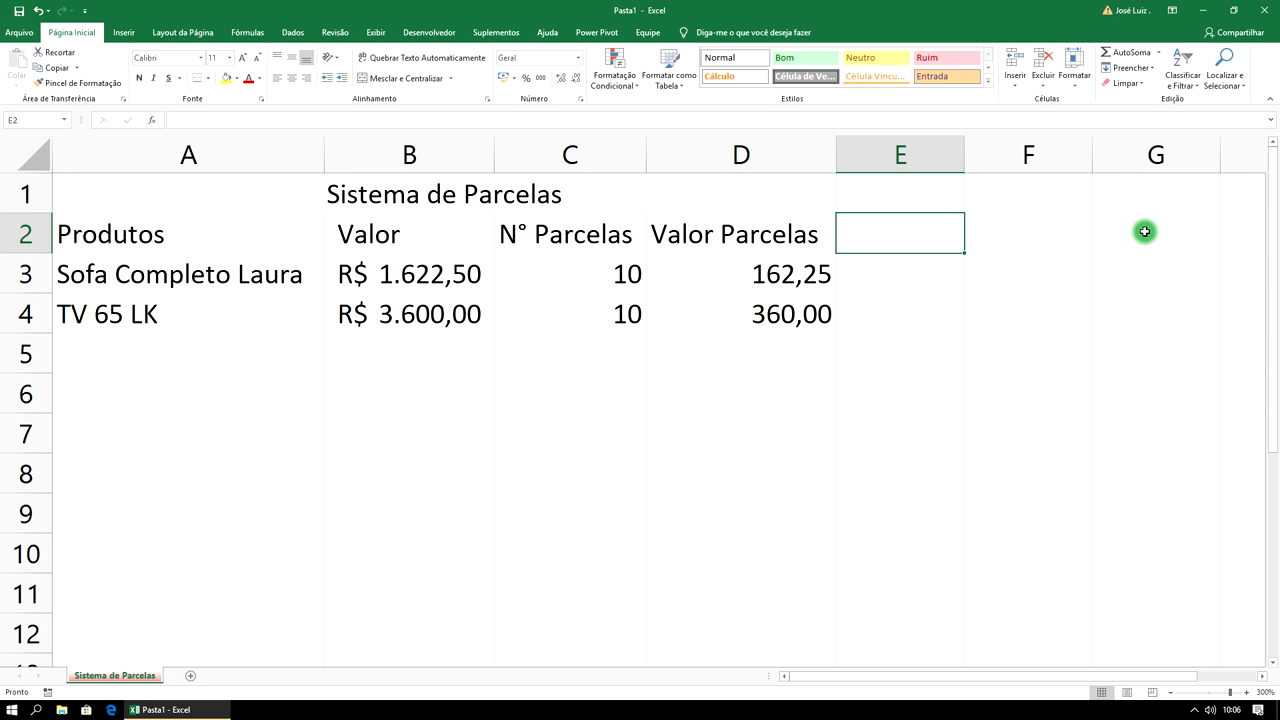 Pasta1 - Excel
José Luiz .
Arquivo Página Inicial Inserir Layout da Página Fórmulas Dados Revisão Exibir Desenvolvedor Suplementos Ajuda Power Pivot Equipe Diga-me o que você deseja fazer Compartilhar
Colar
Recortar
Copiar
Pincel de Formatação
Área de Transferência
Calibri 11
N I S
Fonte
Quebrar Texto Automaticamente
Mesclar e Centralizar
Alinhamento
Geral
% 000
Número
Formatação Condicional
Formatar como Tabela
Normal Bom Neutro Ruim
Cálculo Célula de Ve... Célula Vincu... Entrada
Estilos
Inserir Excluir Formatar
Células
AutoSoma
Preencher
Limpar
Classificar e Filtrar
Localizar e Selecionar
Edição
E2 fx
A B C D E F G
1 Sistema de Parcelas
2 Produtos Valor N° Parcelas Valor Parcelas
3 Sofa Completo Laura R$ 1.622,50 10 162,25
4 TV 65 LK R$ 3.600,00 10 360,00
5
6
7
8
9
10
11
12
13
Sistema de Parcelas
Pronto 300%
Pasta1 - Excel 10:06